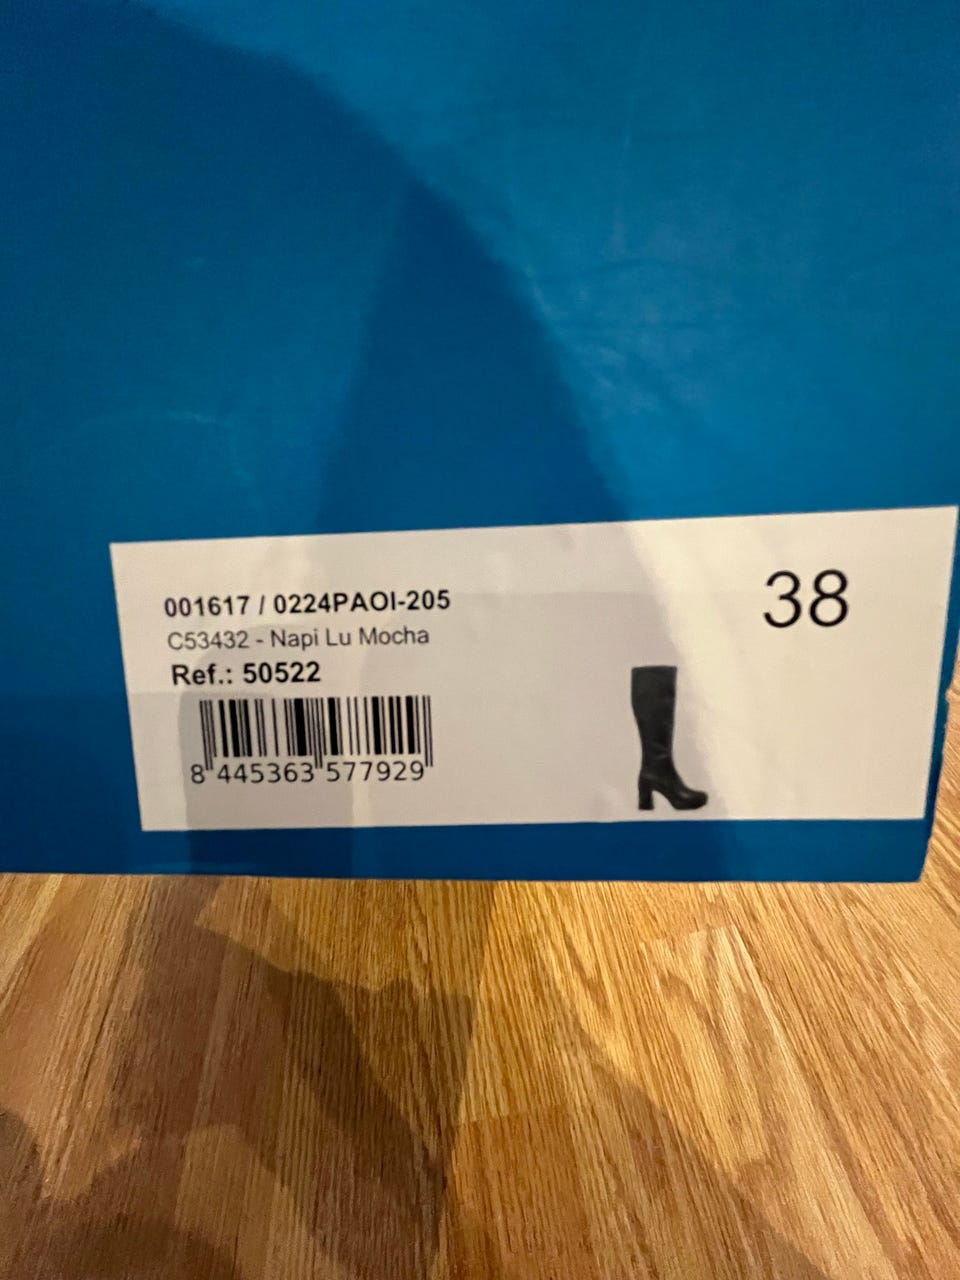 001617 / 0224PAOI-205
C53432 - Napi Lu Mocha
Ref.: 50522
8 445363 577929
38